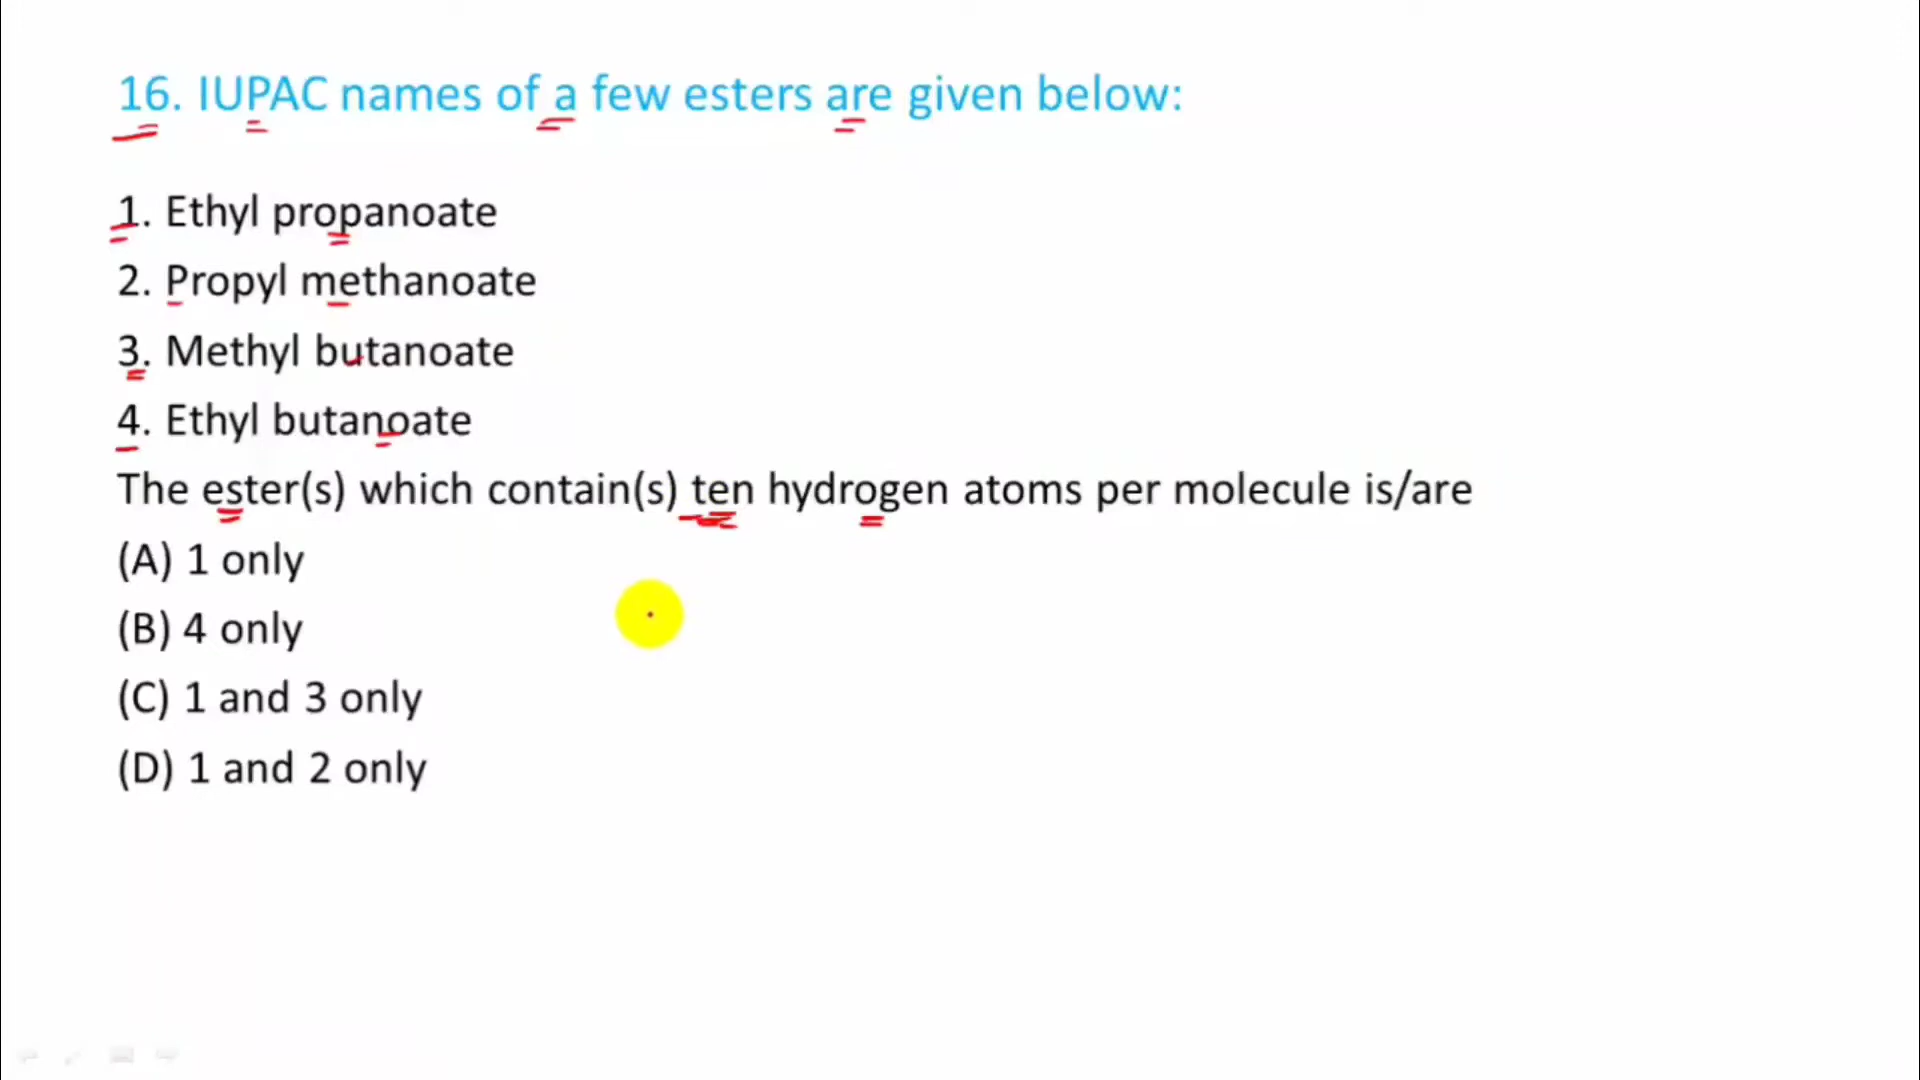 16. IUPAC names of a few esters are given below:
1. Ethyl propanoate
2. Propyl methanoate
3. Methyl butanoate
4. Ethyl butanoate
The ester(s) which contain(s) ten hydrogen atoms per molecule is/are
(A) 1 only
(B) 4 only
(C) 1 and 3 only
(D) 1 and 2 only